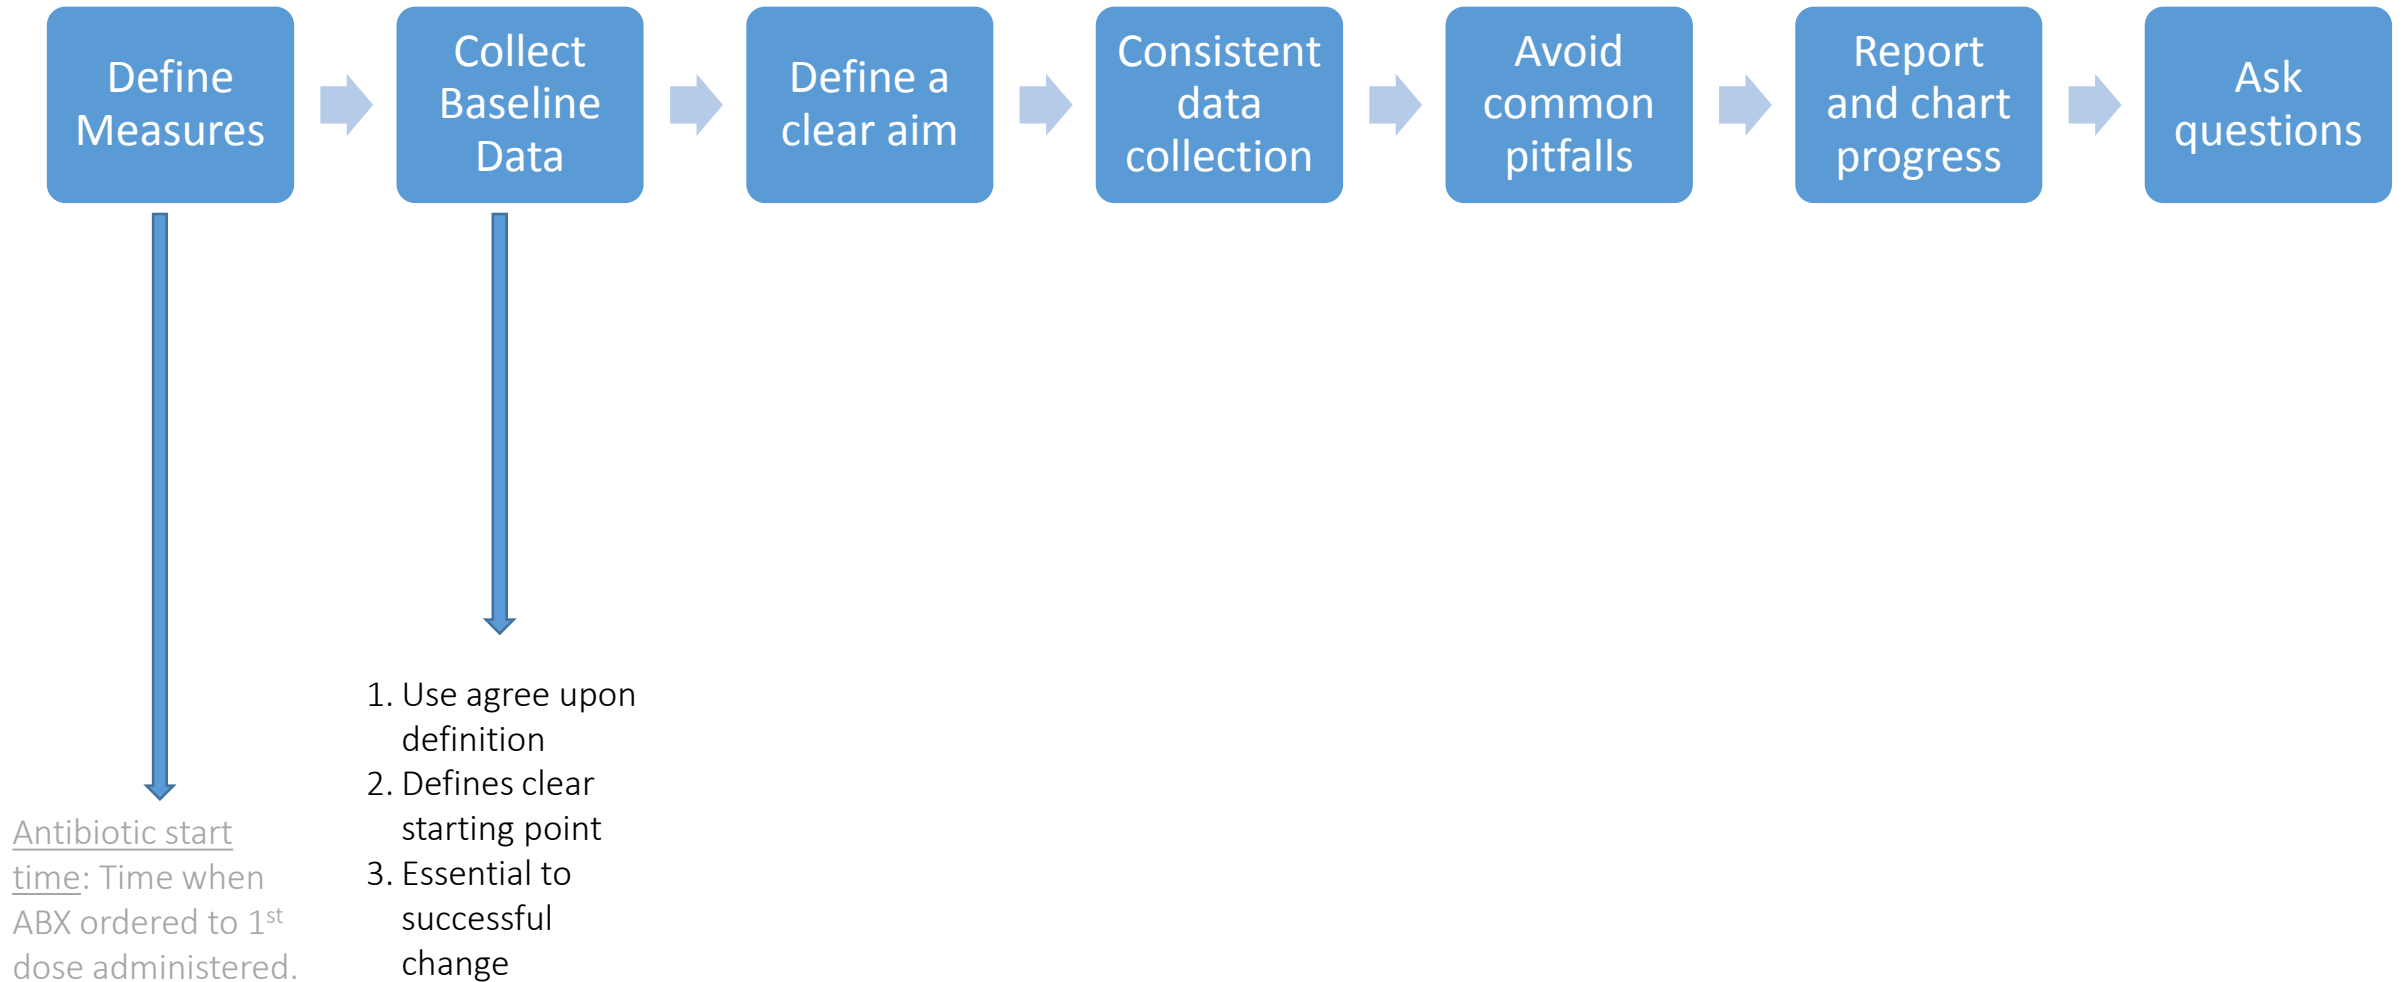 Define
Measures
Collect
Baseline
Data
Define a
clear aim
Consistent
data
collection
Avoid
common
pitfalls
Report
and chart
progress
Ask
questions
Antibiotic start
time: Time when
ABX ordered to 1st
dose administered.
1. Use agree upon
definition
2. Defines clear
starting point
3. Essential to
successful
change